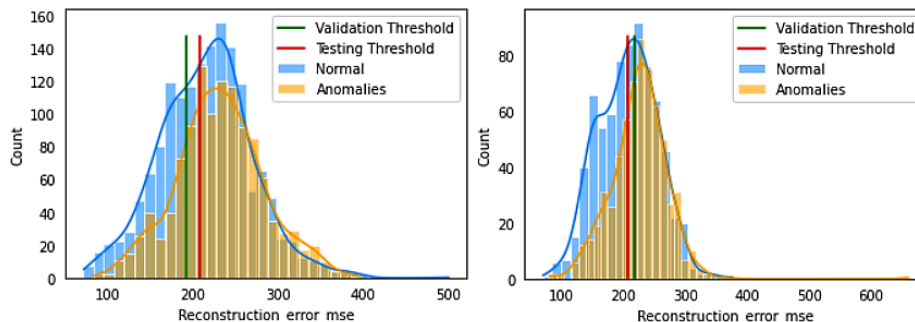 160
140
120
100
80
60
40
20
0
Count
100
200
300
400
500
Reconstruction error mse
Validation Threshold
Testing Threshold
Normal
Anomalies
80
60
40
20
0
Count
100
200
300
400
500
600
Reconstruction error mse
Validation Threshold
Testing Threshold
Normal
Anomalies